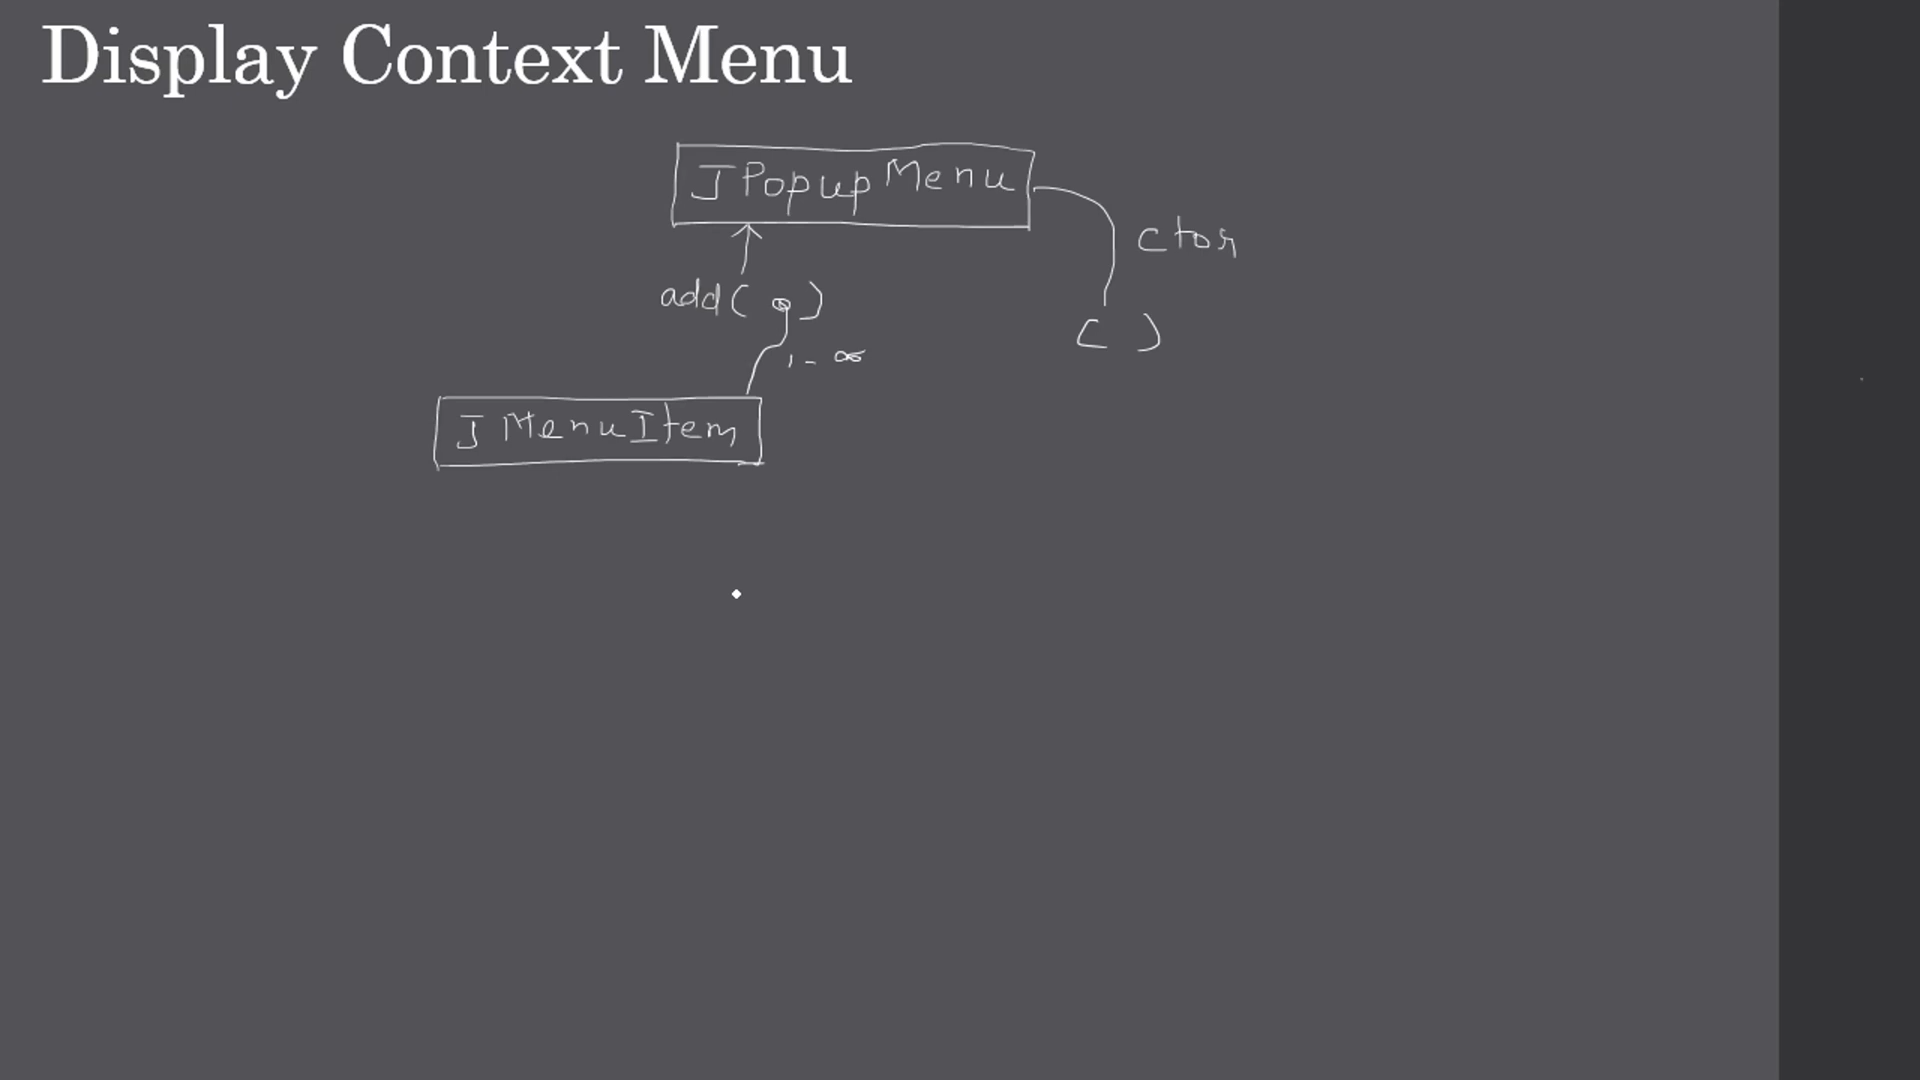 Display Context Menu
JPopupMenu
ctor
add( )
( )
1 - ∞
JMenuItem